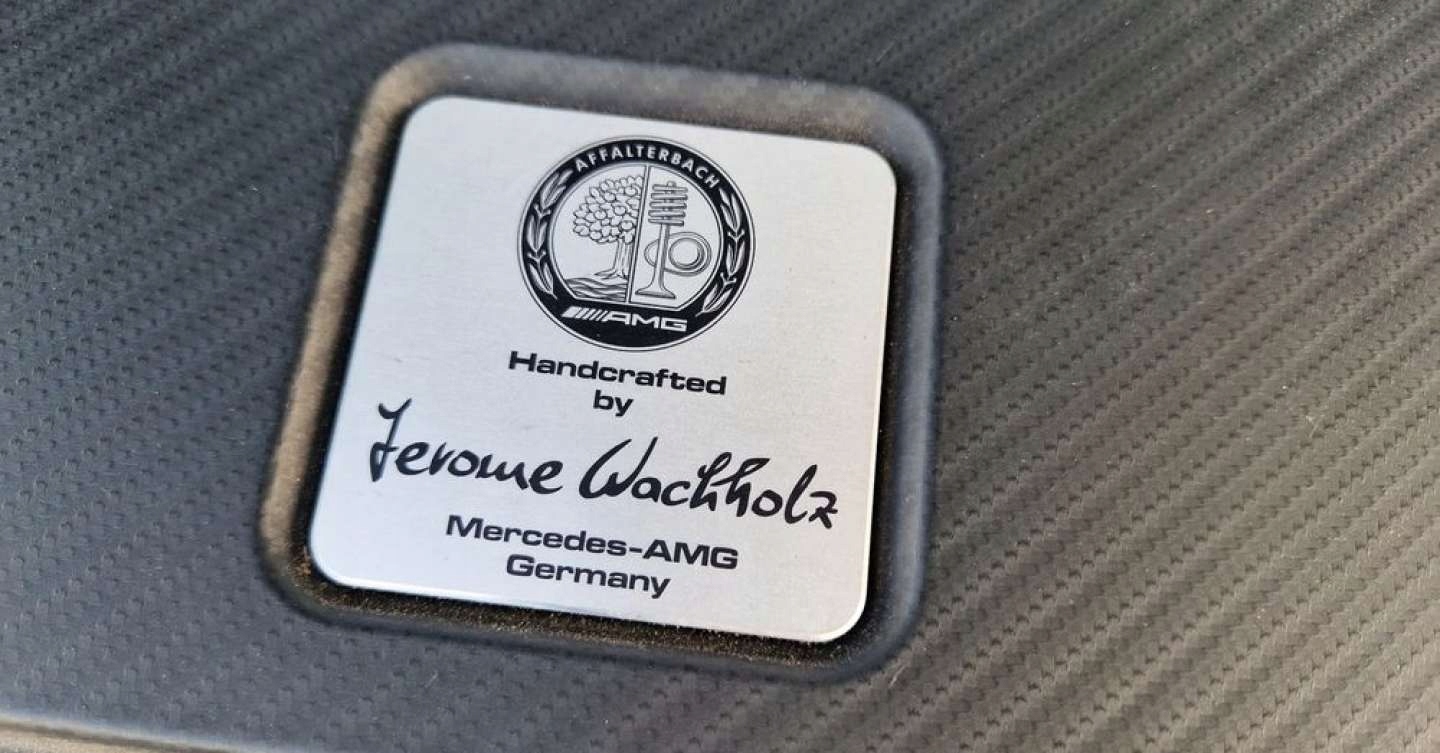 AFFALTERBACH
AMG
Handcrafted
by
Jerome Wachholz
Mercedes-AMG
Germany